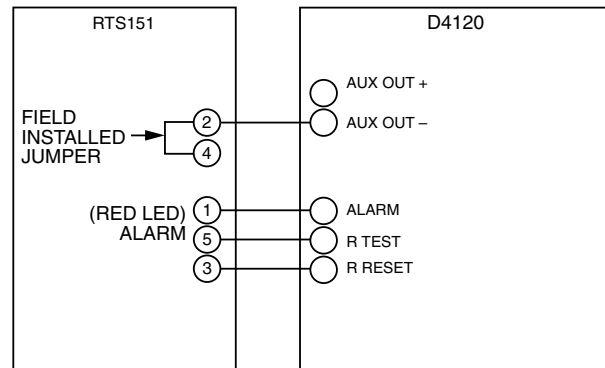 RTS151
D4120
AUX OUT +
FIELD
INSTALLED
JUMPER
2
AUX OUT –
4
(RED LED)
ALARM
1
ALARM
5
R TEST
3
R RESET